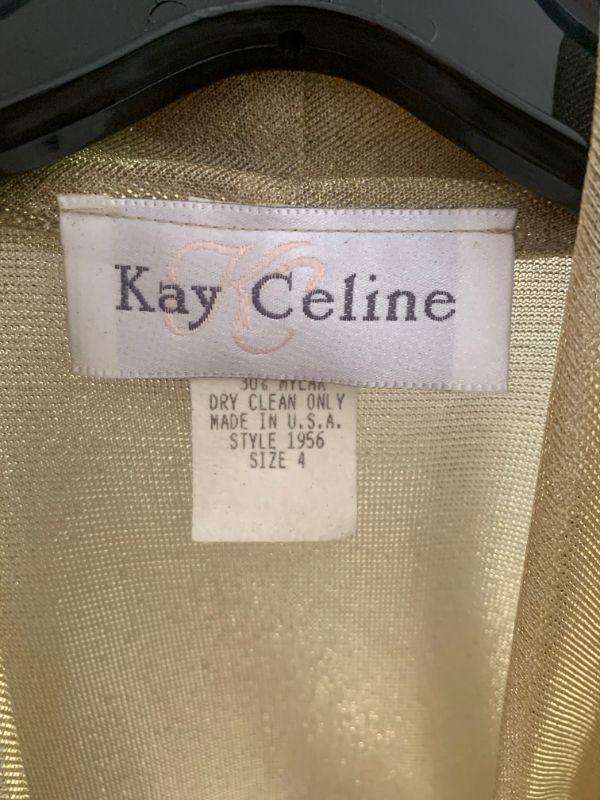 Kay Celine
30% MYLAR
DRY CLEAN ONLY
MADE IN U.S.A.
STYLE 1956
SIZE 4